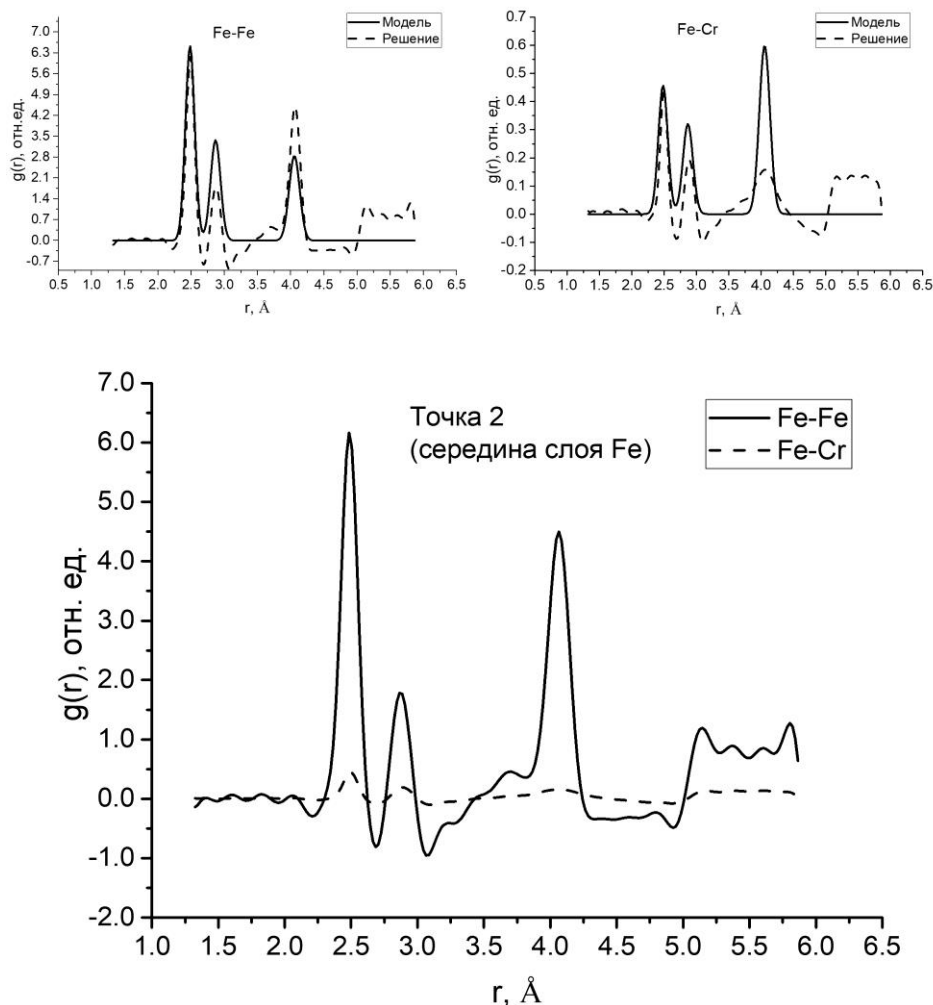 Fe-Fe
Модель
Решение
g(r), отн.ед.
7.0
6.3
5.6
4.9
4.2
3.5
2.8
2.1
1.4
0.7
0.0
-0.7
0.5 1.0 1.5 2.0 2.5 3.0 3.5 4.0 4.5 5.0 5.5 6.0 6.5
r, Å
Fe-Cr
Модель
Решение
g(r), отн. ед.
0.7
0.6
0.5
0.4
0.3
0.2
0.1
0.0
-0.1
-0.2
0.5 1.0 1.5 2.0 2.5 3.0 3.5 4.0 4.5 5.0 5.5 6.0 6.5
r, Å
Точка 2
(середина слоя Fe)
Fe-Fe
Fe-Cr
g(r), отн. ед.
7.0
6.0
5.0
4.0
3.0
2.0
1.0
0.0
-1.0
-2.0
1.0 1.5 2.0 2.5 3.0 3.5 4.0 4.5 5.0 5.5 6.0 6.5
r, Å